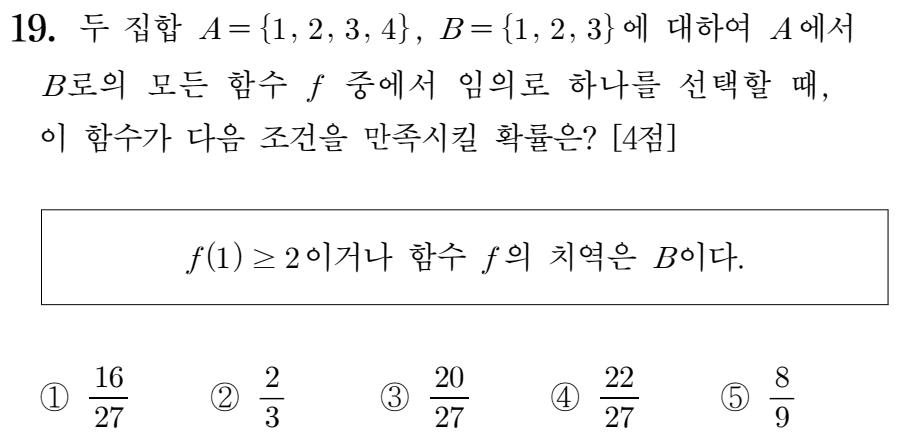 19. 두 집합 A={1, 2, 3, 4}, B={1, 2, 3}에 대하여 A에서
B로의 모든 함수 f 중에서 임의로 하나를 선택할 때,
이 함수가 다음 조건을 만족시킬 확률은? [4점]
f(1) ≥ 2이거나 함수 f의 치역은 B이다.
① 16/27 ② 2/3 ③ 20/27 ④ 22/27 ⑤ 8/9